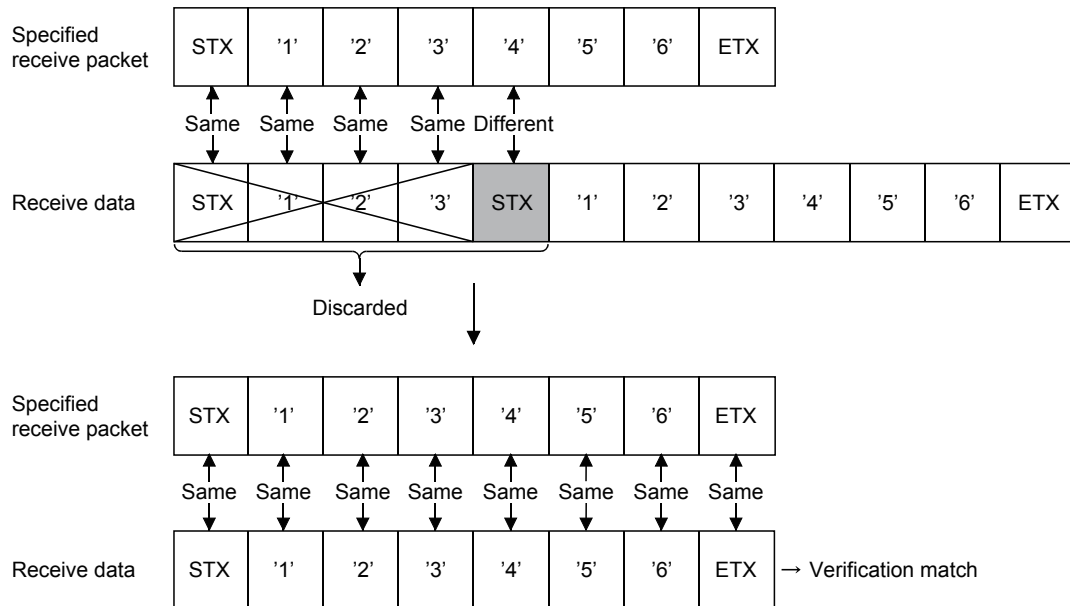 Specified
receive packet
STX ’1’ ’2’ ’3’ ’4’ ’5’ ’6’ ETX
Same Same Same Same Different
Receive data
STX ’1’ ’2’ ’3’ STX ’1’ ’2’ ’3’ ’4’ ’5’ ’6’ ETX
Discarded
Specified
receive packet
STX ’1’ ’2’ ’3’ ’4’ ’5’ ’6’ ETX
Same Same Same Same Same Same Same Same
Receive data
STX ’1’ ’2’ ’3’ ’4’ ’5’ ’6’ ETX → Verification match